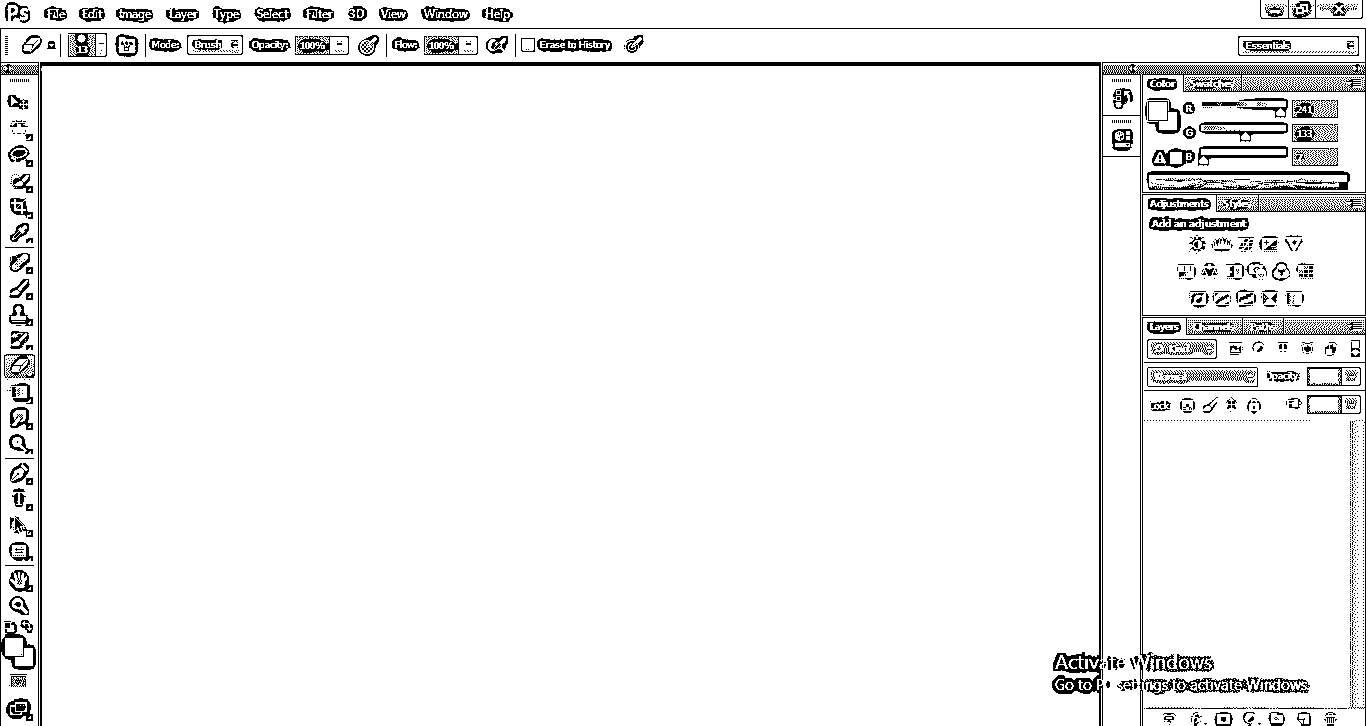 Ps File Edit Image Layer Type Select Filter 3D View Window Help
13 Mode: Brush Opacity: 100% Flow: 100% Erase to History Essentials
Color Swatches
R 241
G 133
B 7
Adjustments Styles
Add an adjustment
Layers Channels Paths
Kind
Normal Opacity:
Lock:
Activate Windows
Go to PC settings to activate Windows.